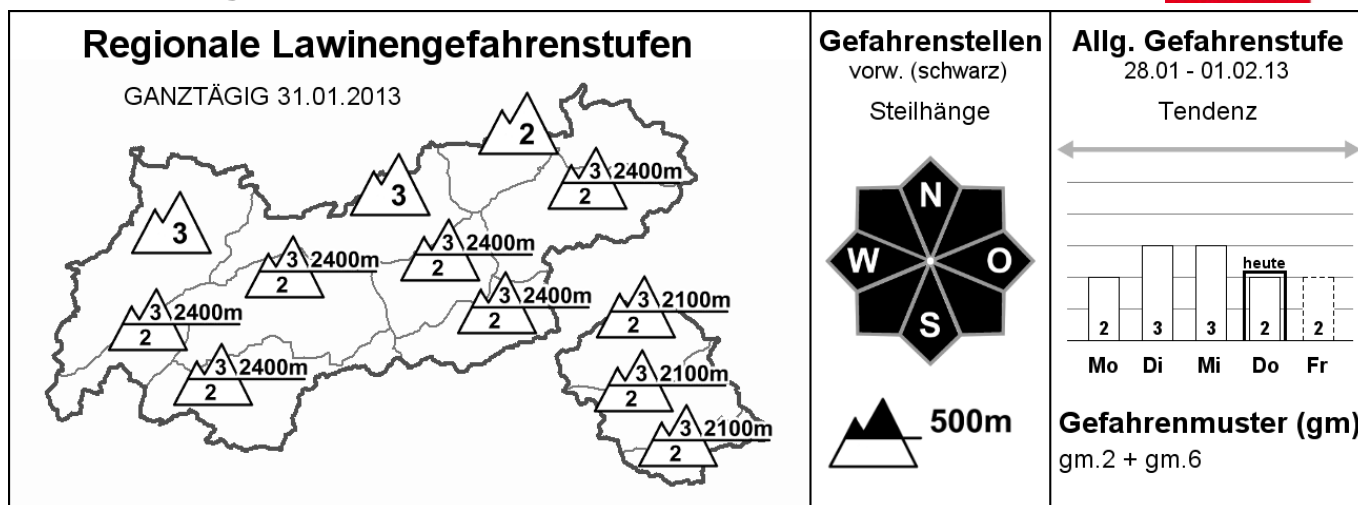 Regionale Lawinengefahrenstufen
GANZTÄGIG 31.01.2013
2
3 2400m
2
3
3
3 2400m
2
3 2400m
2
3 2400m
2
3 2400m
2
3 2100m
2
3 2400m
2
3 2100m
2
3 2100m
2
Gefahrenstellen
vorw. (schwarz)
Steilhänge
N
W
O
S
500m
Allg. Gefahrenstufe
28.01 - 01.02.13
Tendenz
heute
2 3 3 2 2
Mo Di Mi Do Fr
Gefahrenmuster (gm)
gm.2 + gm.6